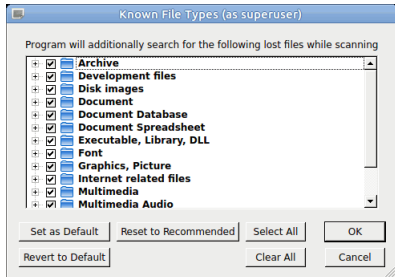 Known File Types (as superuser)
Program will additionally search for the following lost files while scanning
Archive
Development files
Disk images
Document
Document Database
Document Spreadsheet
Executable, Library, DLL
Font
Graphics, Picture
Internet related files
Multimedia
Multimedia Audio
Set as Default Reset to Recommended Select All OK
Revert to Default Clear All Cancel